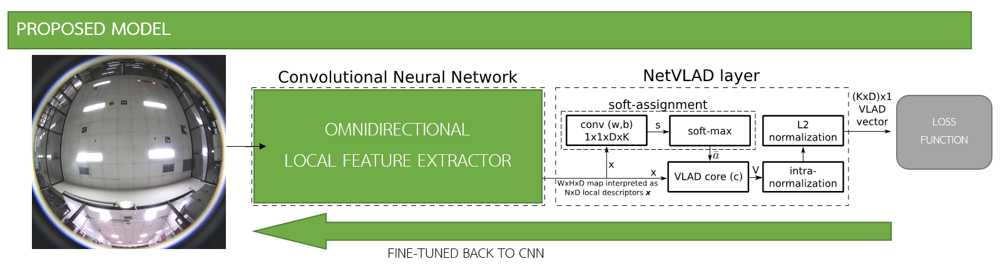 PROPOSED MODEL
Convolutional Neural Network
OMNIDIRECTIONAL
LOCAL FEATURE EXTRACTOR
NetVLAD layer
soft-assignment
conv (w,b)
1x1xDxK
s
soft-max
L2
normalization
(KxD)x1
VLAD
vector
LOSS
FUNCTION
x
a̅
x
VLAD core (c)
V
intra-
normalization
WxHxD map interpreted as
NxD local descriptors x
FINE-TUNED BACK TO CNN